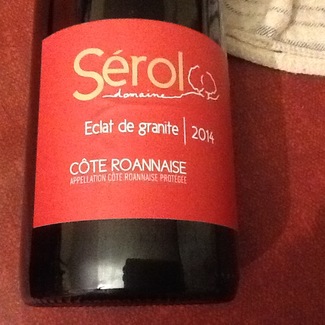 Sérol
domaine
Eclat de granite | 2014
CÔTE ROANNAISE
APPELLATION CÔTE ROANNAISE PROTÉGÉE